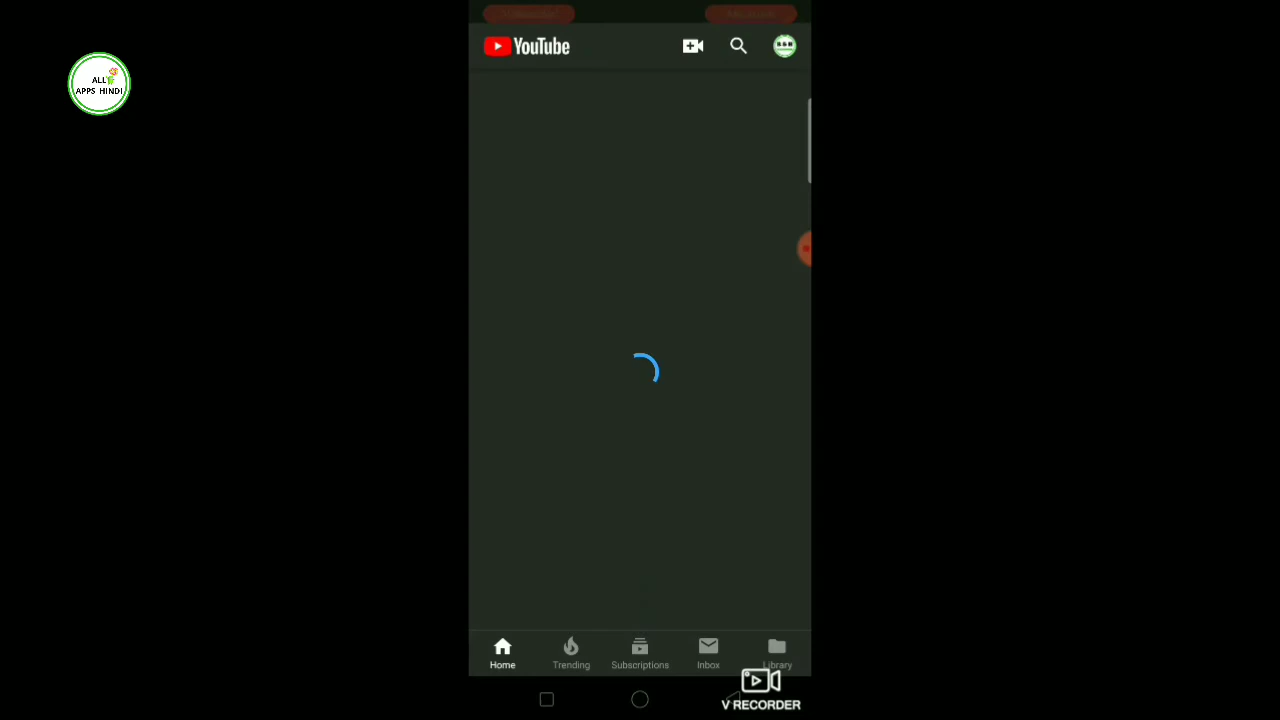 YouTube
ALL
APPS HINDI
Home
Trending
Subscriptions
Inbox
Library
V RECORDER